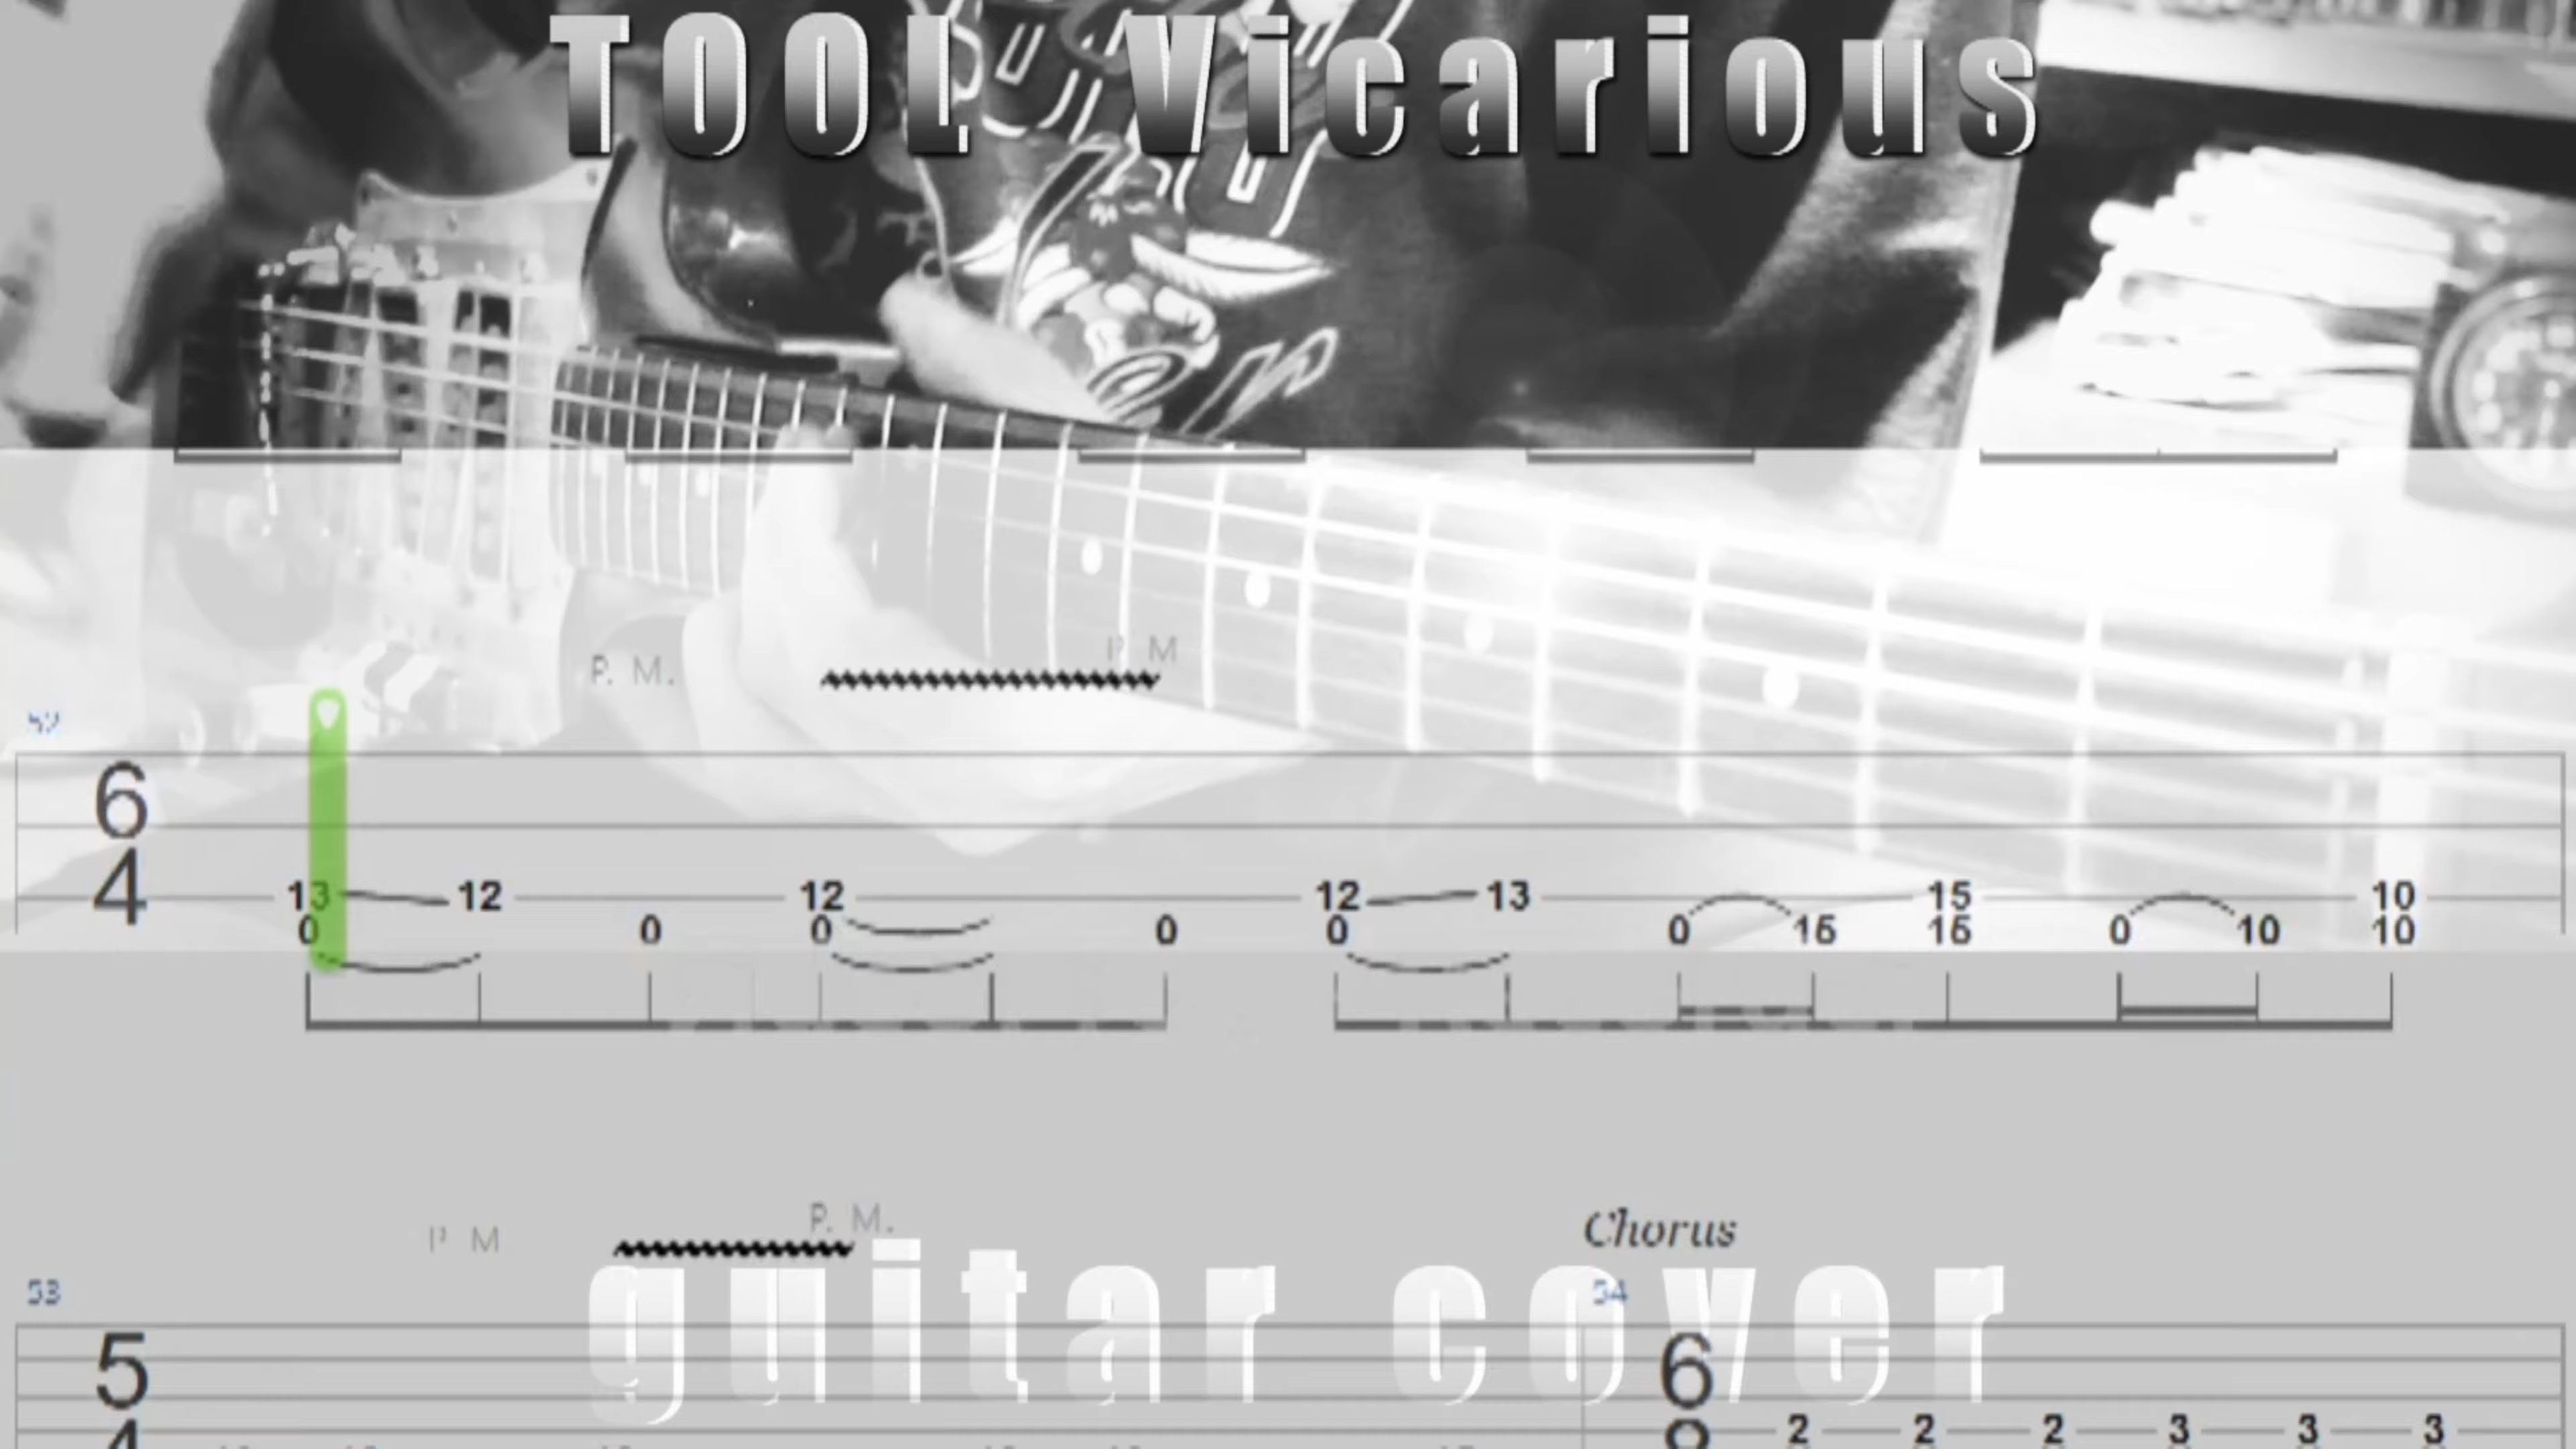 TOOL Vicarious
P. M.
P M
52
6
4
13 12 12 12 13 15 10
0 0 0 0 0 0 16 16 0 10 10
P M
P. M.
Chorus
guitar cover
53
54
5
6
2 2 2 3 3 3